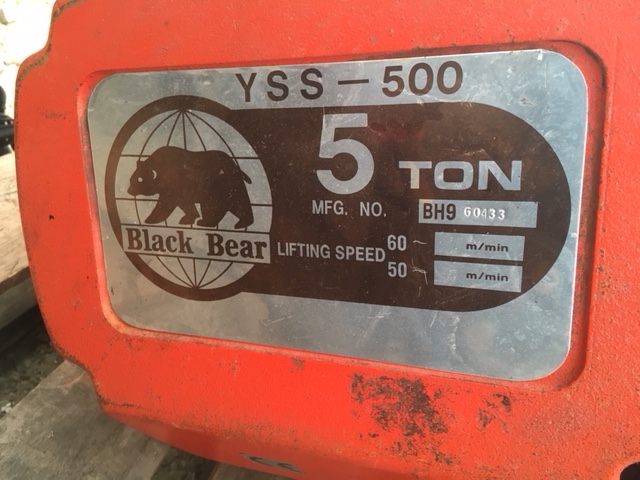 YSS-500
5 TON
MFG. NO. BH9 60433
Black Bear
LIFTING SPEED 60~ m/min
50~ m/min